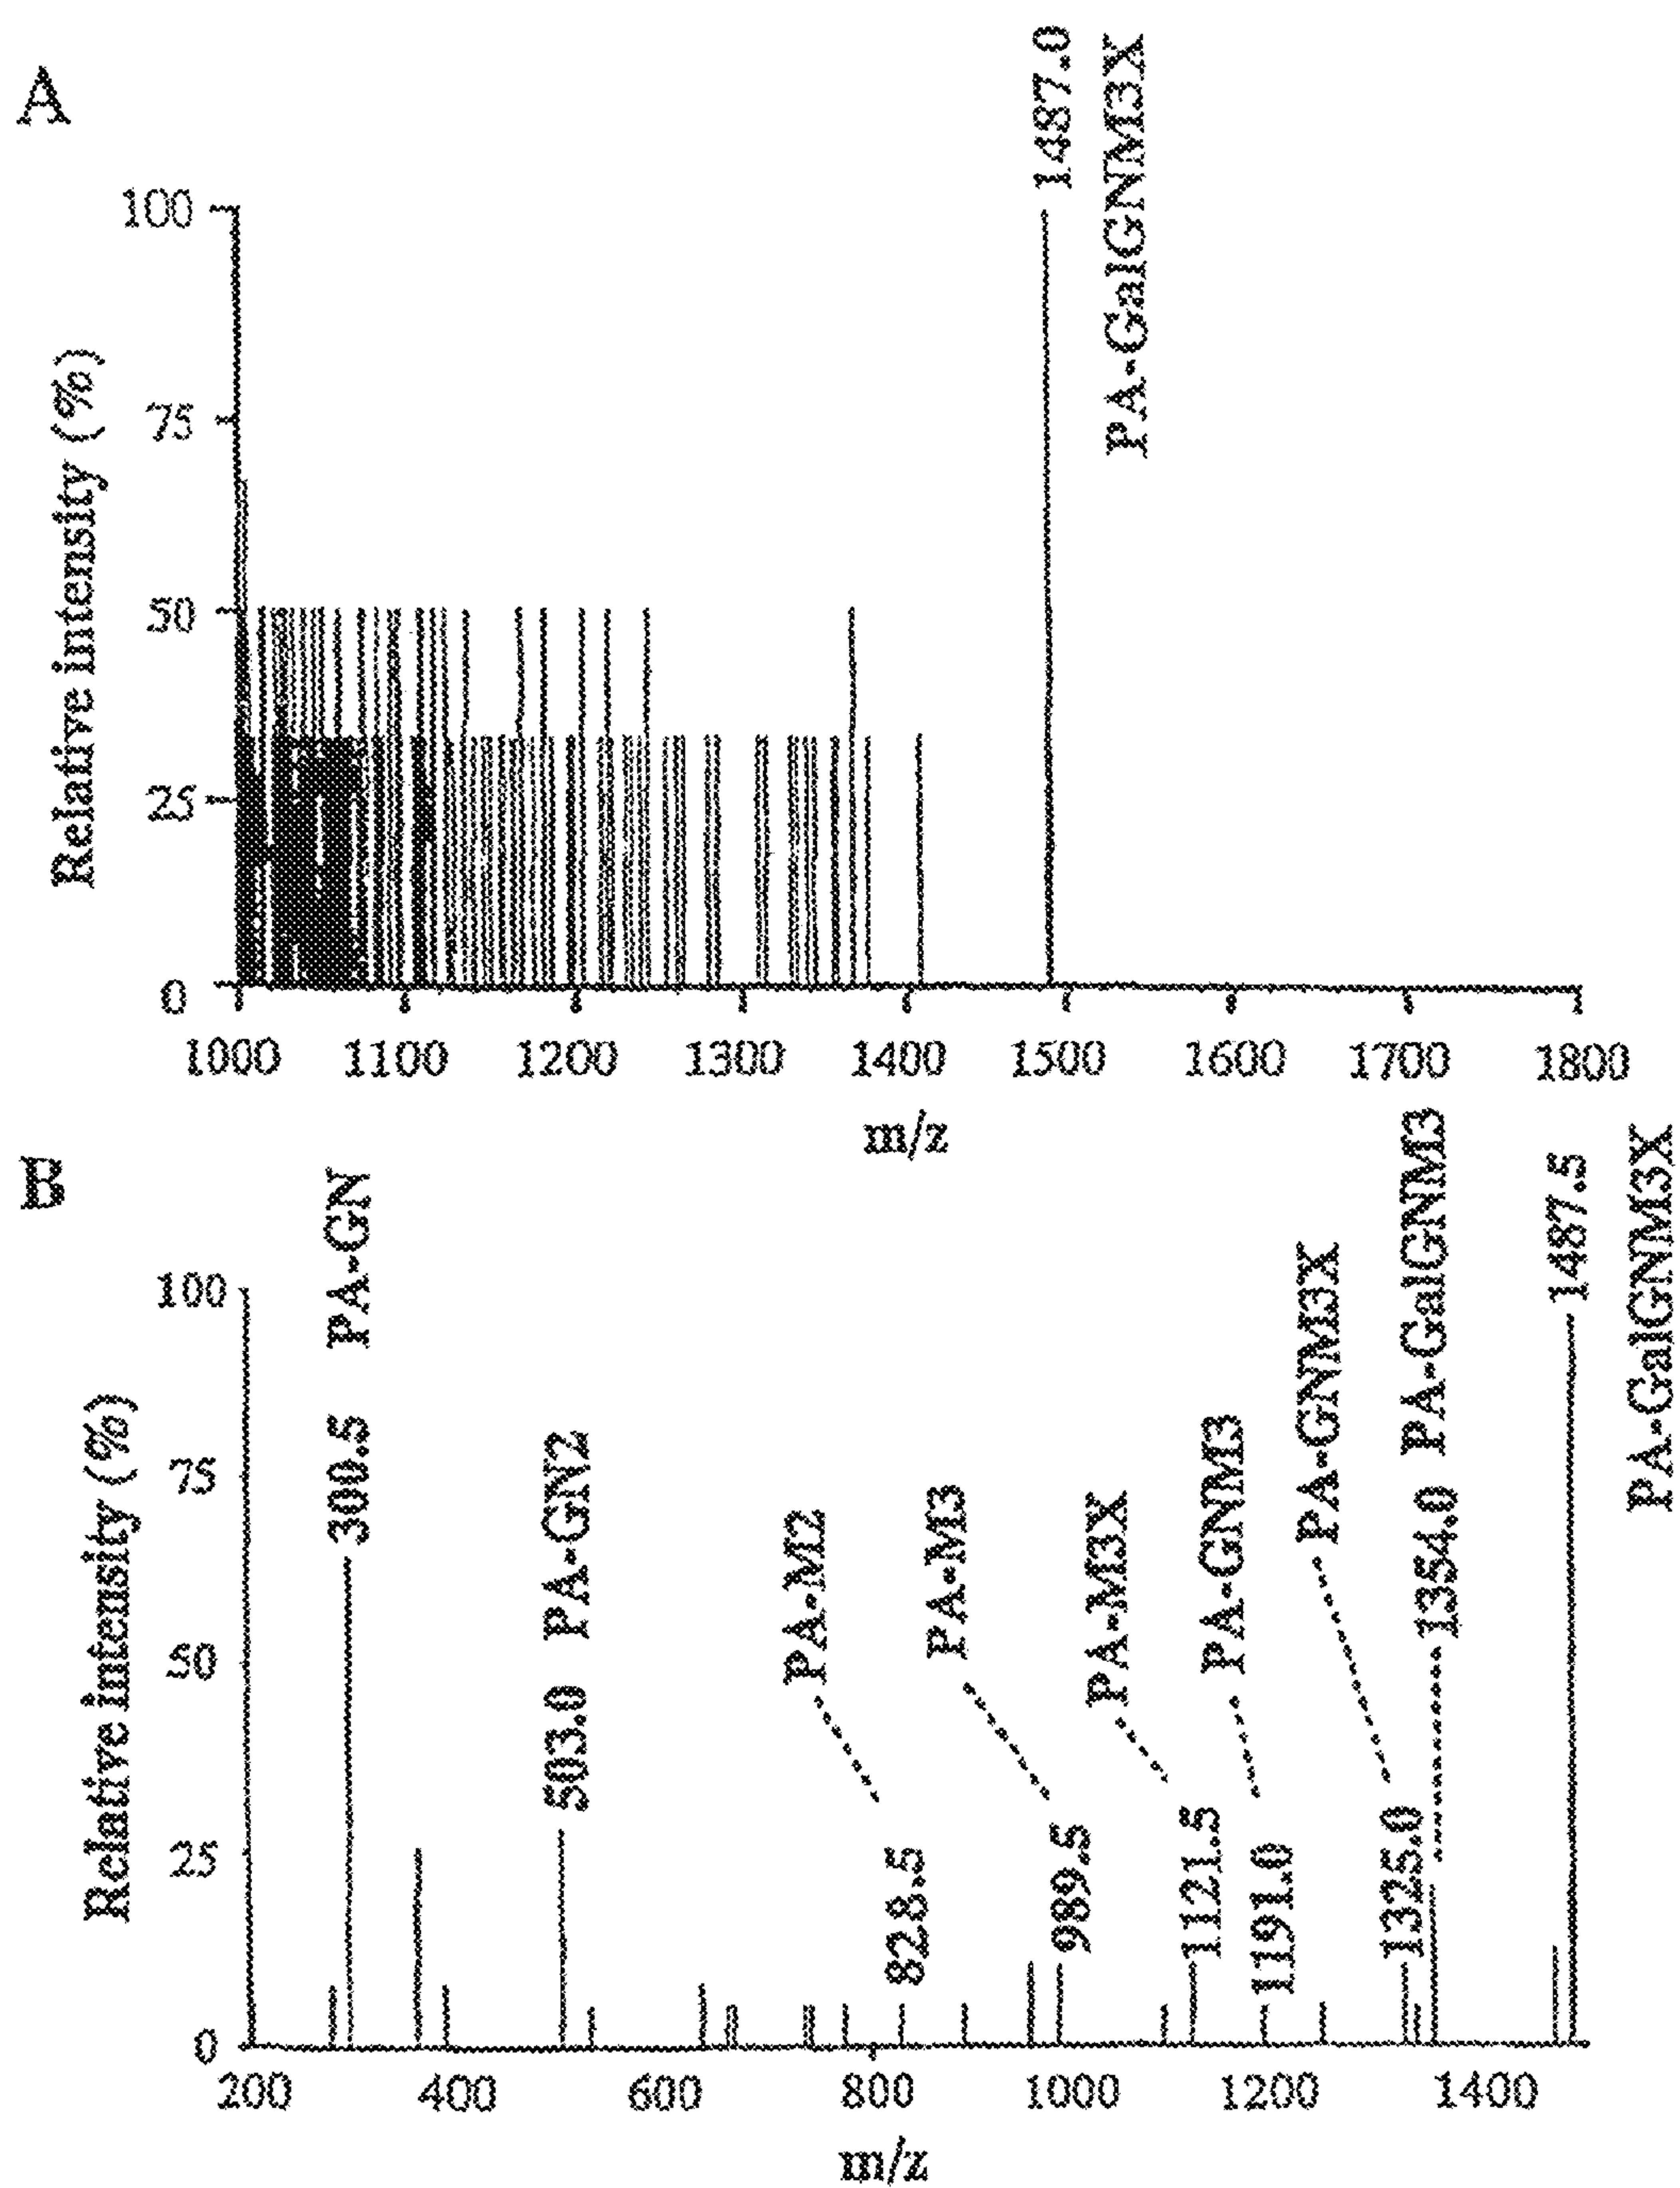 A
1487.0
PA-GalGNM3X
100
75
50
25
0
Relative intensity (%)
1000 1100 1200 1300 1400 1500 1600 1700 1800
m/z
B
100
75
50
25
0
Relative intensity (%)
300.5 PA-GN
503.0 PA-GN2
PA-M2
828.5
PA-M3
989.5
PA-M3X
1121.5
PA-GNM3
1191.0
PA-GNM3X
1325.0
1354.0 PA-GalGNM3
1487.5
PA-GalGNM3X
200 400 600 800 1000 1200 1400
m/z